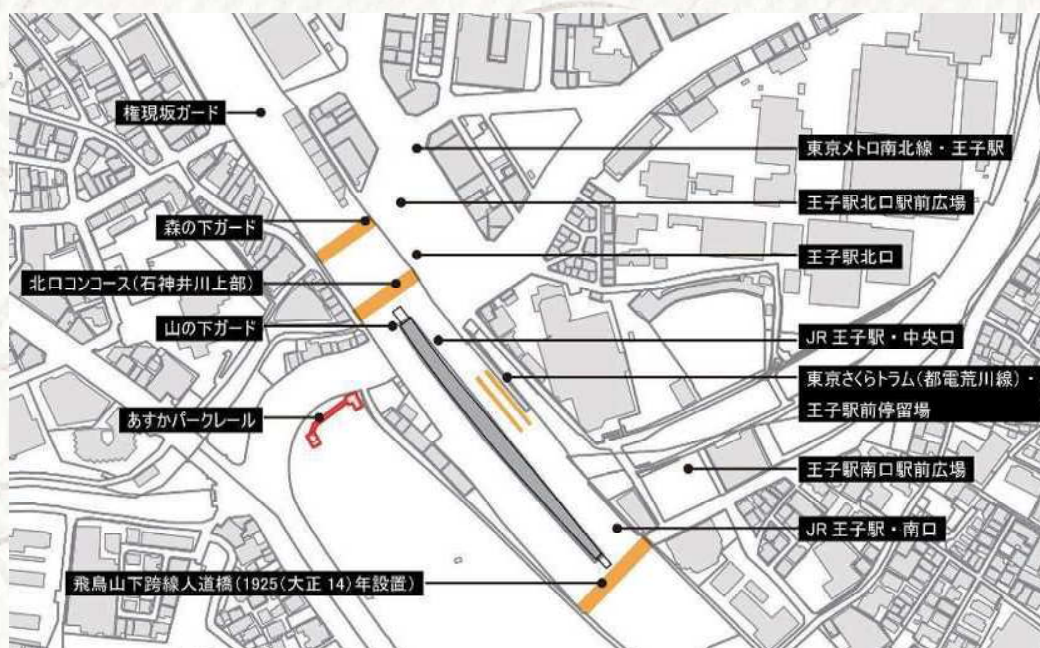 権現坂ガード
森の下ガード
北口コンコース(石神井川上部)
山の下ガード
あすかパークレール
飛鳥山下跨線人道橋(1925(大正 14)年設置)
東京メトロ南北線・王子駅
王子駅北口駅前広場
王子駅北口
JR 王子駅・中央口
東京さくらトラム(都電荒川線)・
王子駅前停留場
王子駅南口駅前広場
JR 王子駅・南口